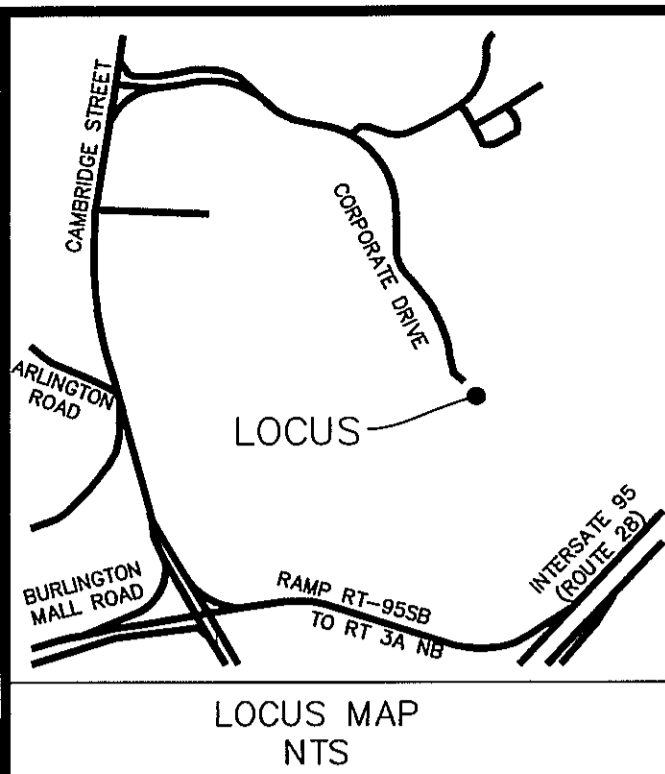 CAMBRIDGE STREET
CORPORATE DRIVE
ARLINGTON
ROAD
LOCUS
INTERSATE 95
(ROUTE 28)
BURLINGTON
MALL ROAD
RAMP RT-95SB
TO RT 3A NB
LOCUS MAP
NTS